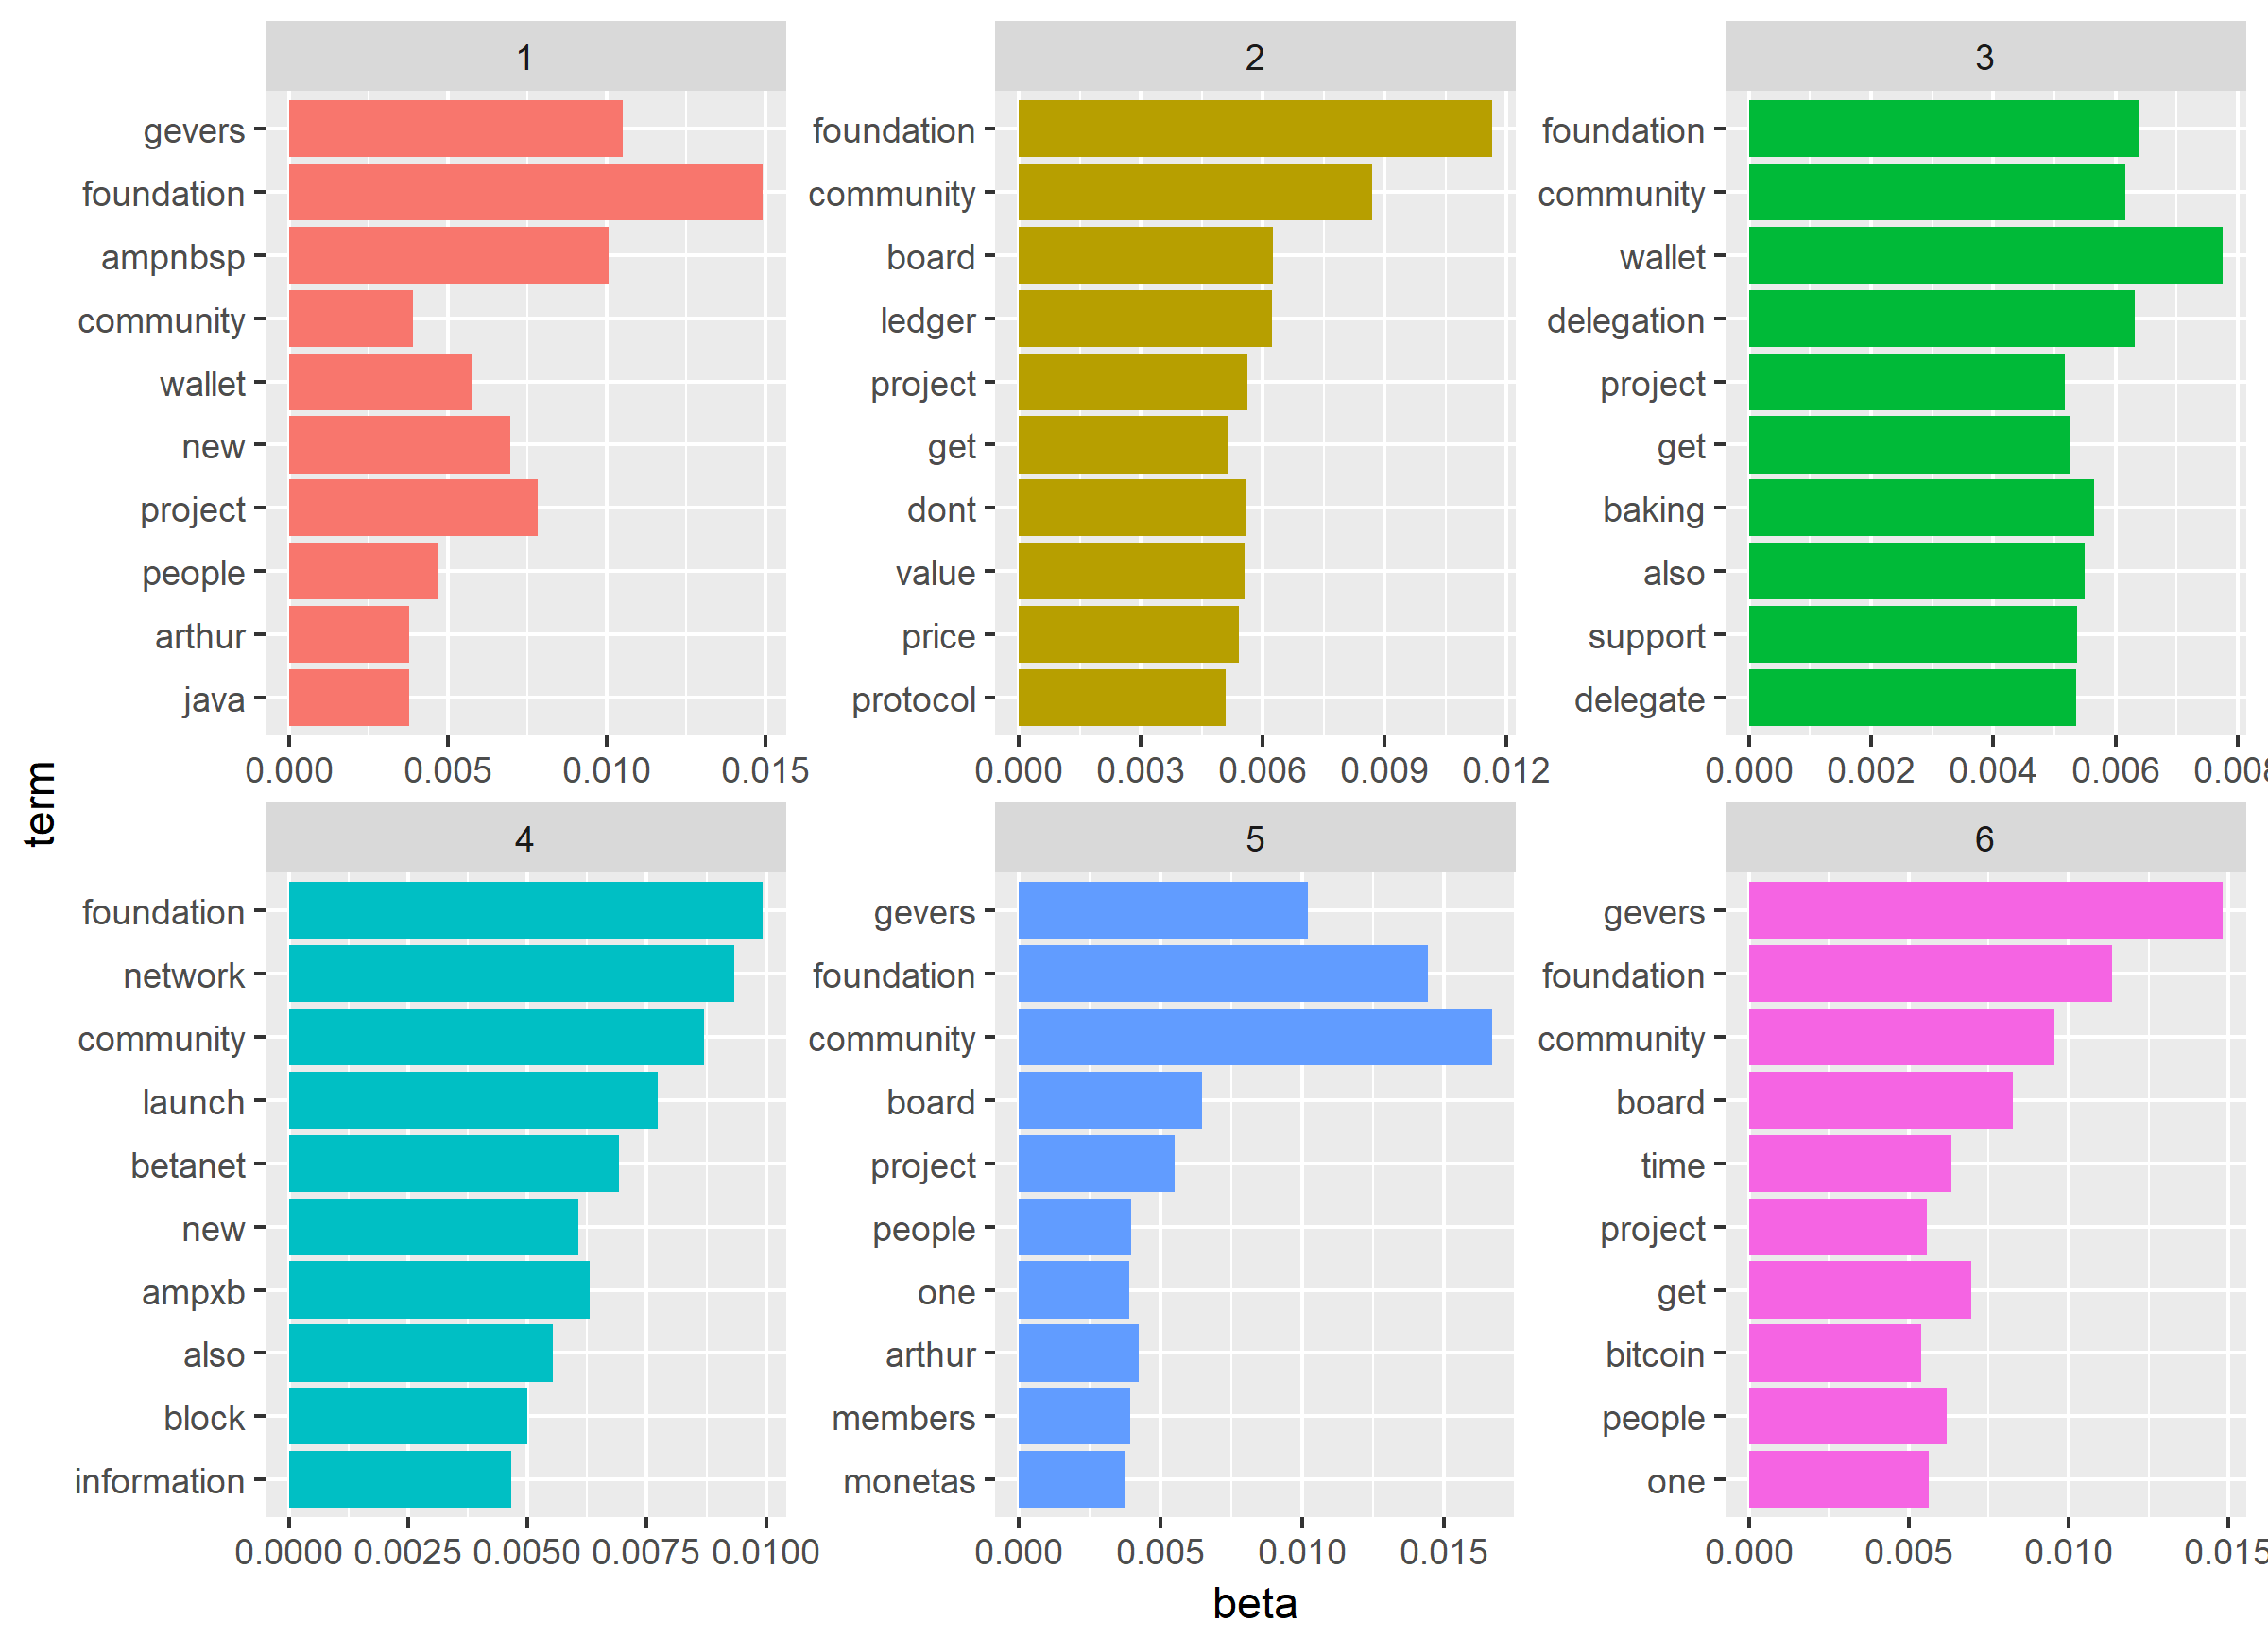 term
1
gevers
foundation
ampnbsp
community
wallet
new
project
people
arthur
java
0.000 0.005 0.010 0.015
2
foundation
community
board
ledger
project
get
dont
value
price
protocol
0.000 0.003 0.006 0.009 0.012
3
foundation
community
wallet
delegation
project
get
baking
also
support
delegate
0.000 0.002 0.004 0.006 0.008
4
foundation
network
community
launch
betanet
new
ampxb
also
block
information
0.0000 0.0025 0.0050 0.0075 0.0100
5
gevers
foundation
community
board
project
people
one
arthur
members
monetas
0.000 0.005 0.010 0.015
6
gevers
foundation
community
board
time
project
get
bitcoin
people
one
0.000 0.005 0.010 0.015
beta